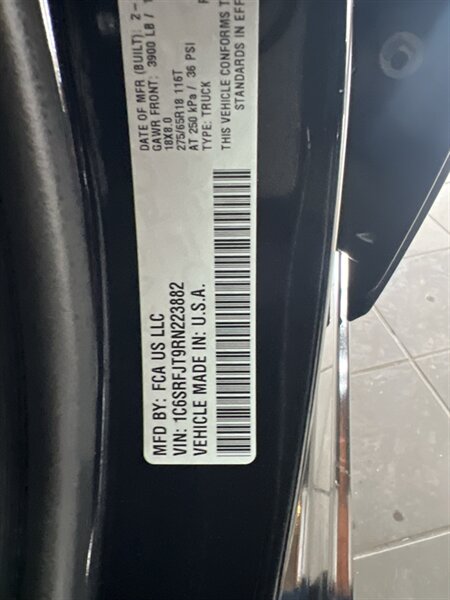 MFD BY: FCA US LLC
DATE OF MFR (BUILT): 2-
GAWR FRONT: 3900 LB /
18X8.0
275/65R18 116T
AT 250 kPa / 36 PSI
TYPE: TRUCK
VIN: 1C6SRFJT9RN223882
VEHICLE MADE IN: U.S.A.
THIS VEHICLE CONFORMS T
STANDARDS IN EFF